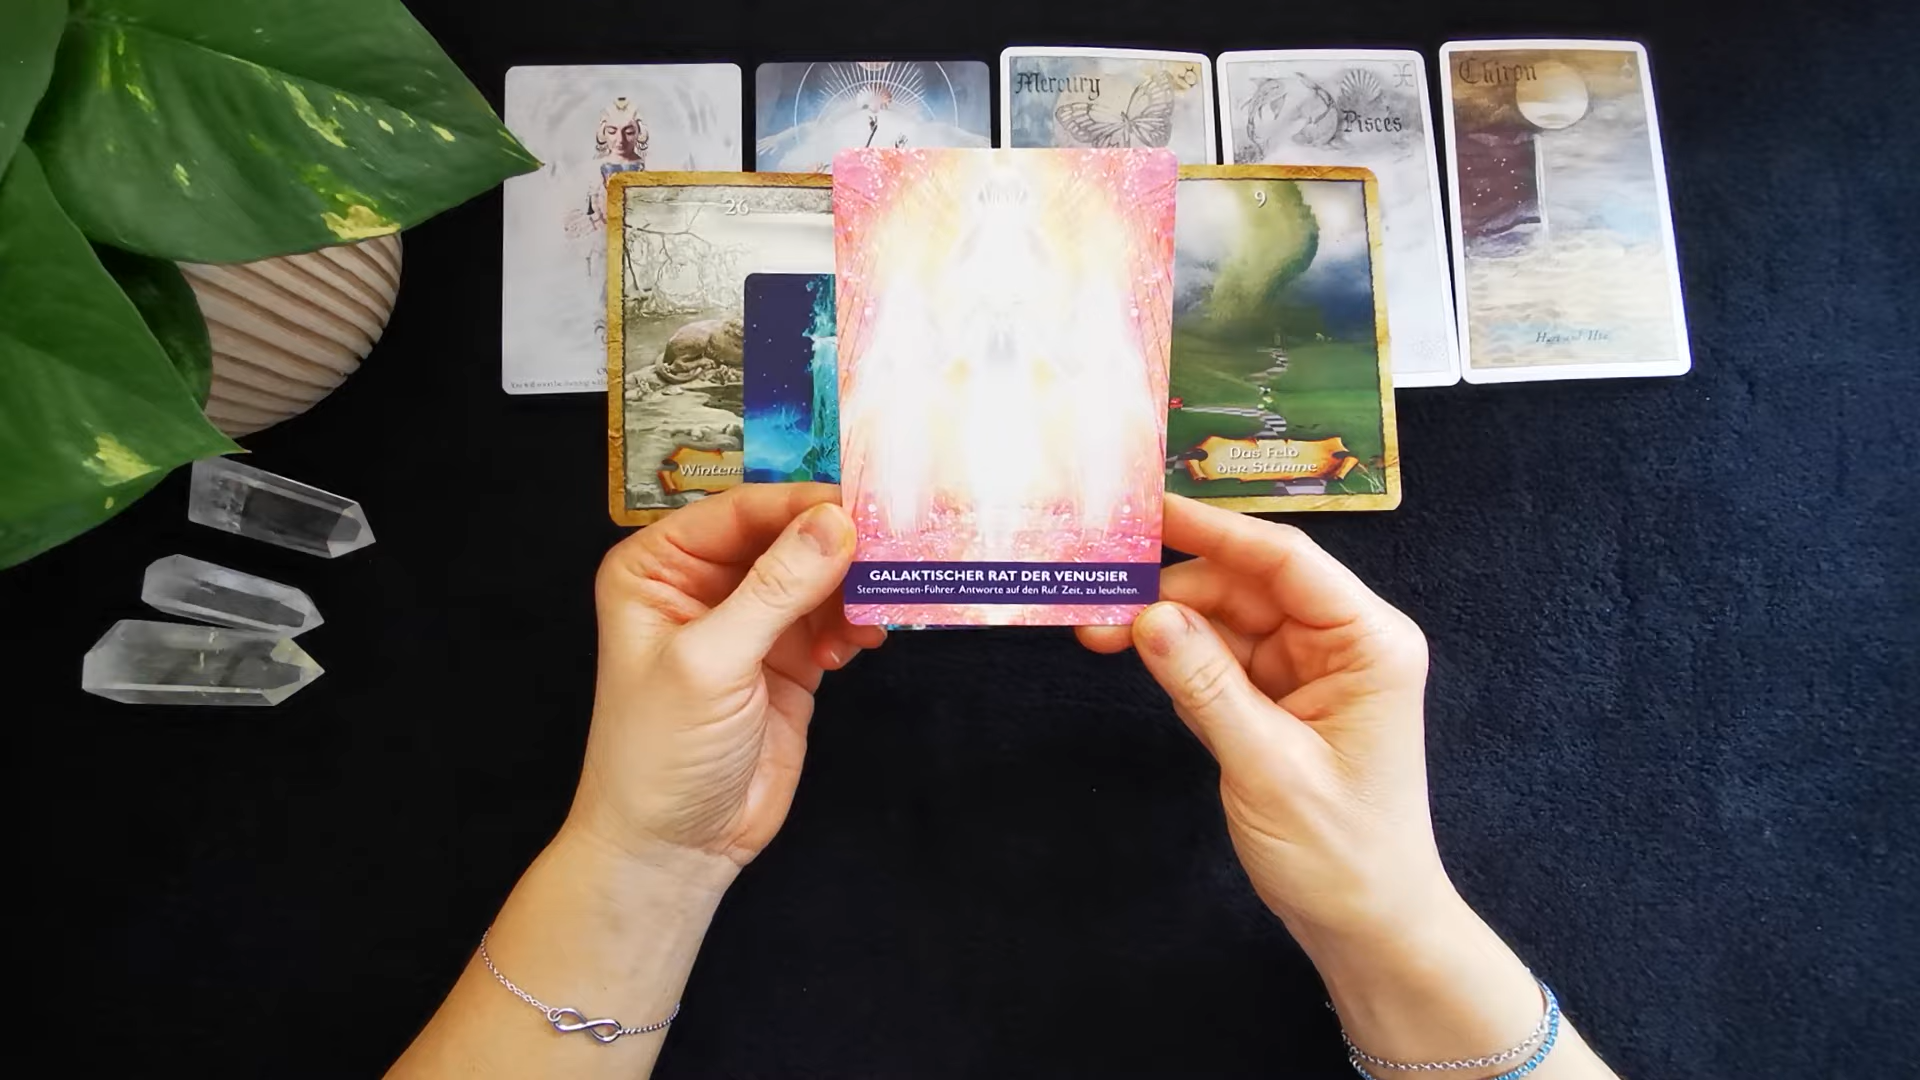 Mercury
Pisces
Chiron
26
9
Winters
Das Feld
der Stürme
GALAKTISCHER RAT DER VENUSIER
Sternenwesen-Führer. Antworte auf den Ruf. Zeit, zu leuchten.